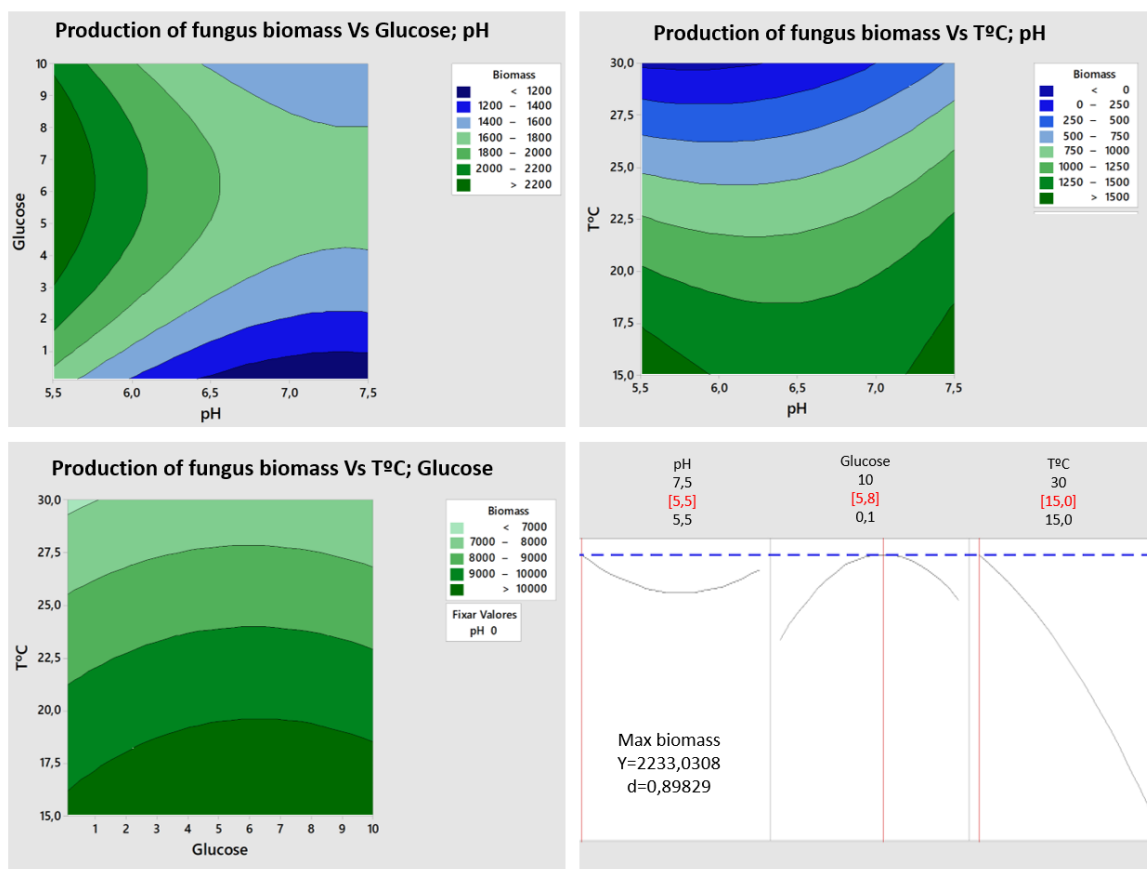 Production of fungus biomass Vs Glucose; pH
10
9
8
7
6
5
4
3
2
1
Glucose
5,5
6,0
6,5
7,0
7,5
pH
Biomass
< 1200
1200 – 1400
1400 – 1600
1600 – 1800
1800 – 2000
2000 – 2200
> 2200
Production of fungus biomass Vs TºC; pH
30,0
27,5
25,0
22,5
20,0
17,5
15,0
TºC
5,5
6,0
6,5
7,0
7,5
pH
Biomass
< 0
0 – 250
250 – 500
500 – 750
750 – 1000
1000 – 1250
1250 – 1500
> 1500
Production of fungus biomass Vs TºC; Glucose
30,0
27,5
25,0
22,5
20,0
17,5
15,0
TºC
1
2
3
4
5
6
7
8
9
10
Glucose
Biomass
< 7000
7000 – 8000
8000 – 9000
9000 – 10000
> 10000
Fixar Valores
pH 0
pH
7,5
[5,5]
5,5
Glucose
10
[5,8]
0,1
TºC
30
[15,0]
15,0
Max biomass
Y=2233,0308
d=0,89829